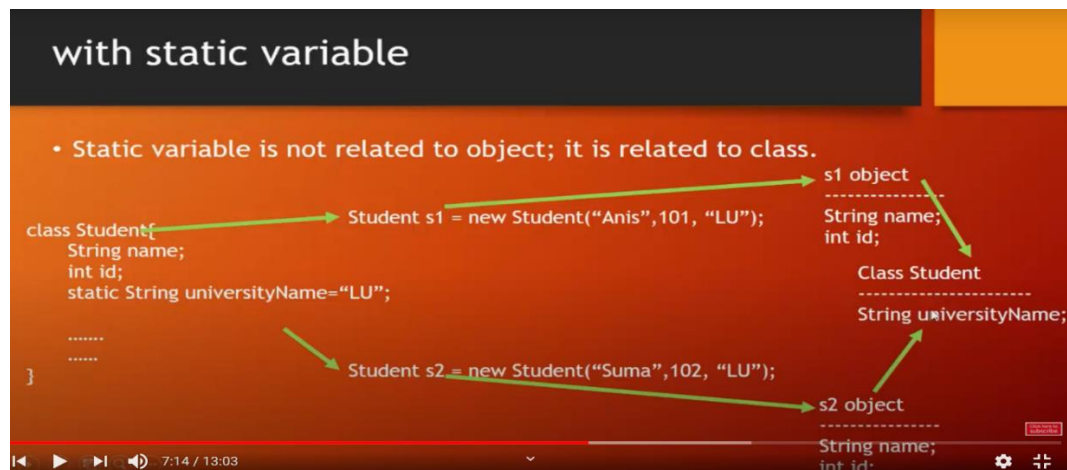 with static variable
• Static variable is not related to object; it is related to class.
class Student{
String name;
int id;
static String universityName=“LU”;
.......
......
}
Student s1 = new Student(“Anis”,101, “LU”);
Student s2 = new Student(“Suma”,102, “LU”);
s1 object
-----------------
String name;
int id;
Class Student
------------------------
String universityName;
s2 object
-----------------
String name;
int id;
7:14 / 13:03